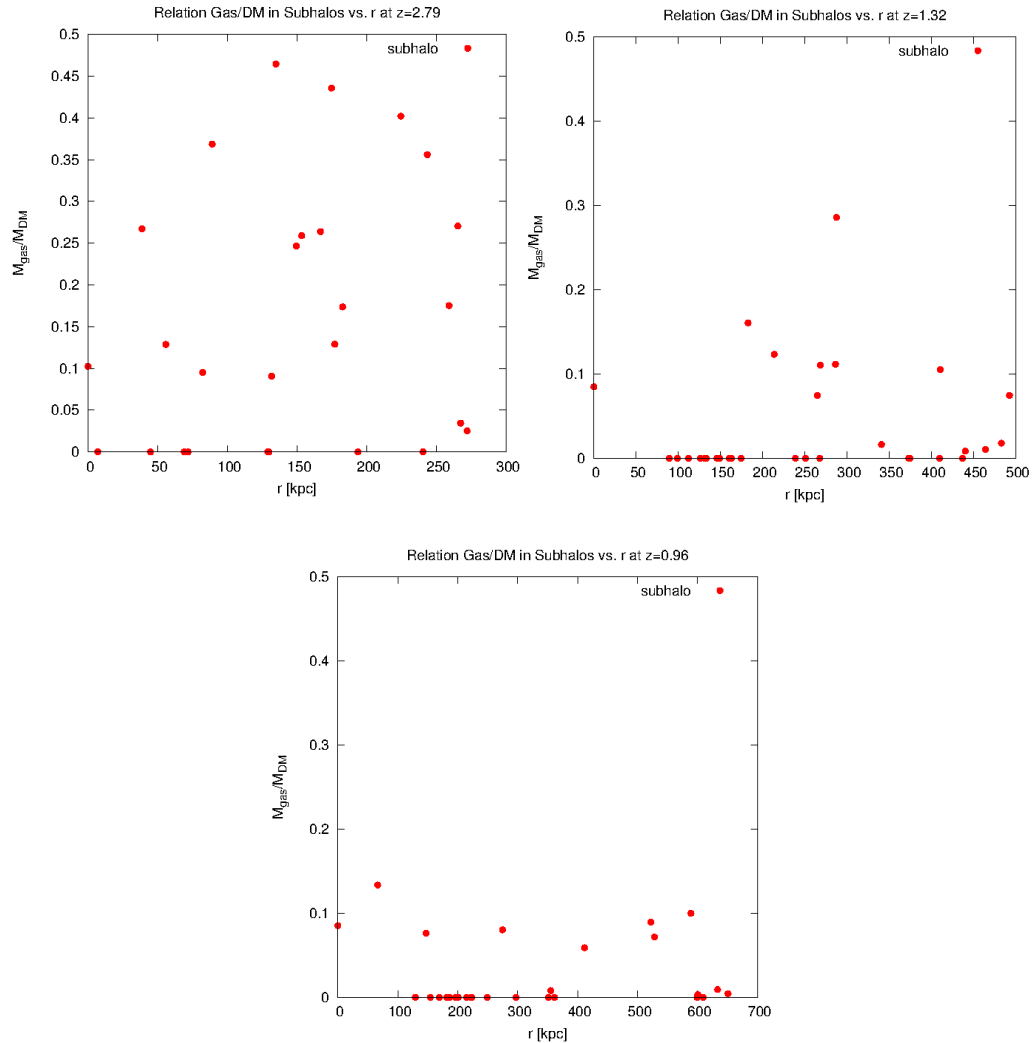 Relation Gas/DM in Subhalos vs. r at z=2.79
subhalo
0.5
0.45
0.4
0.35
0.3
0.25
0.2
0.15
0.1
0.05
0
M_gas/M_DM
0 50 100 150 200 250 300
r [kpc]
Relation Gas/DM in Subhalos vs. r at z=1.32
subhalo
0.5
0.4
0.3
0.2
0.1
0
M_gas/M_DM
0 50 100 150 200 250 300 350 400 450 500
r [kpc]
Relation Gas/DM in Subhalos vs. r at z=0.96
subhalo
0.5
0.4
0.3
0.2
0.1
0
M_gas/M_DM
0 100 200 300 400 500 600 700
r [kpc]